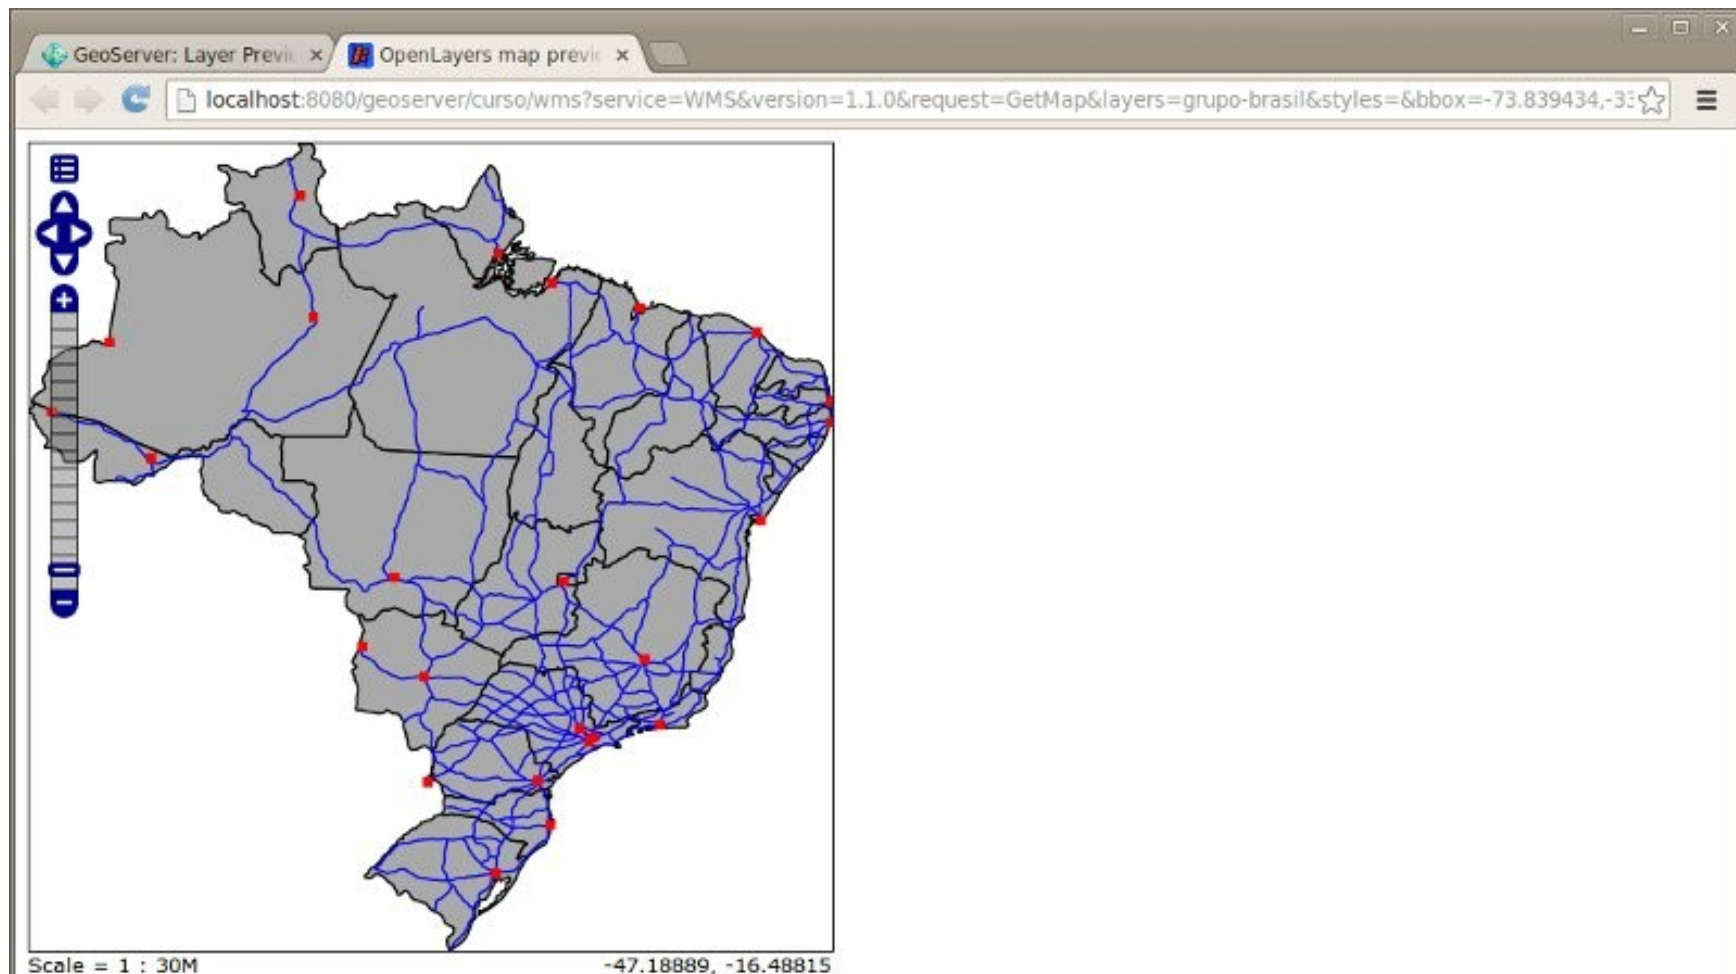 GeoServer: Layer Previ
OpenLayers map previ
localhost:8080/geoserver/curso/wms?service=WMS&version=1.1.0&request=GetMap&layers=grupo-brasil&styles=&bbox=-73.839434,-33
Scale = 1 : 30M
-47.18889, -16.48815